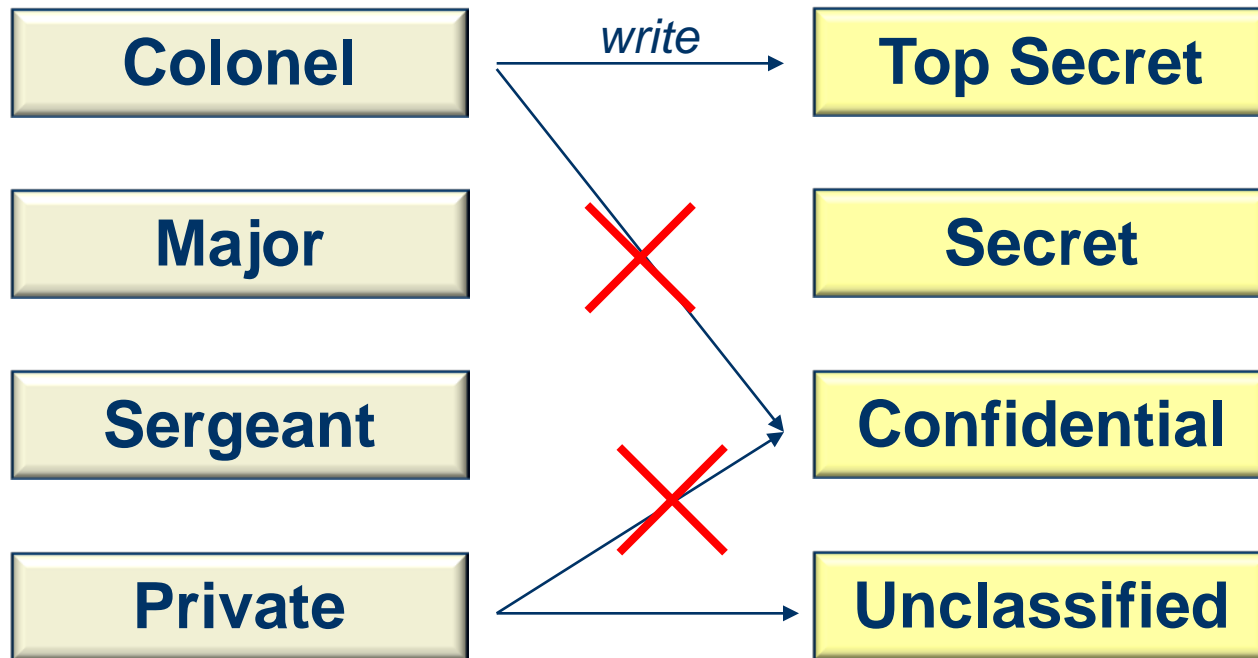 Colonel
write
Top Secret
Major
Secret
Sergeant
Confidential
Private
Unclassified